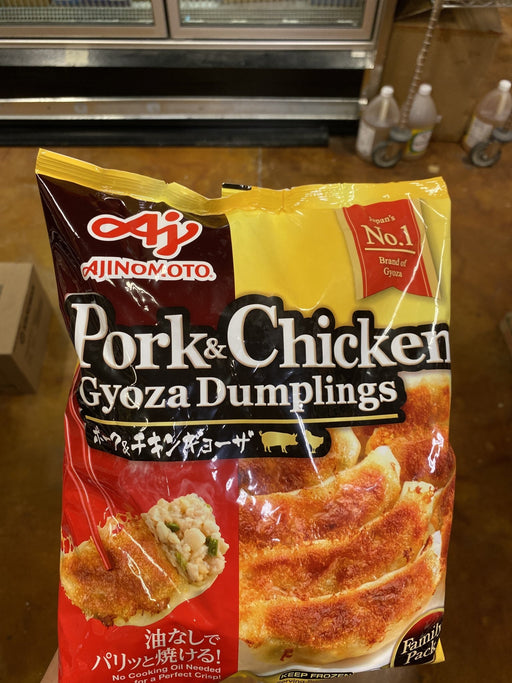 Aj
AJINOMOTO.
Japan's
No.1
Brand of
Gyoza
Pork & Chicken
Gyoza Dumplings
ポーク&チキンギョーザ
油なしで
パリッと焼ける!
No Cooking Oil Needed
for a Perfect Crisp!
Family
Pack
KEEP FROZEN